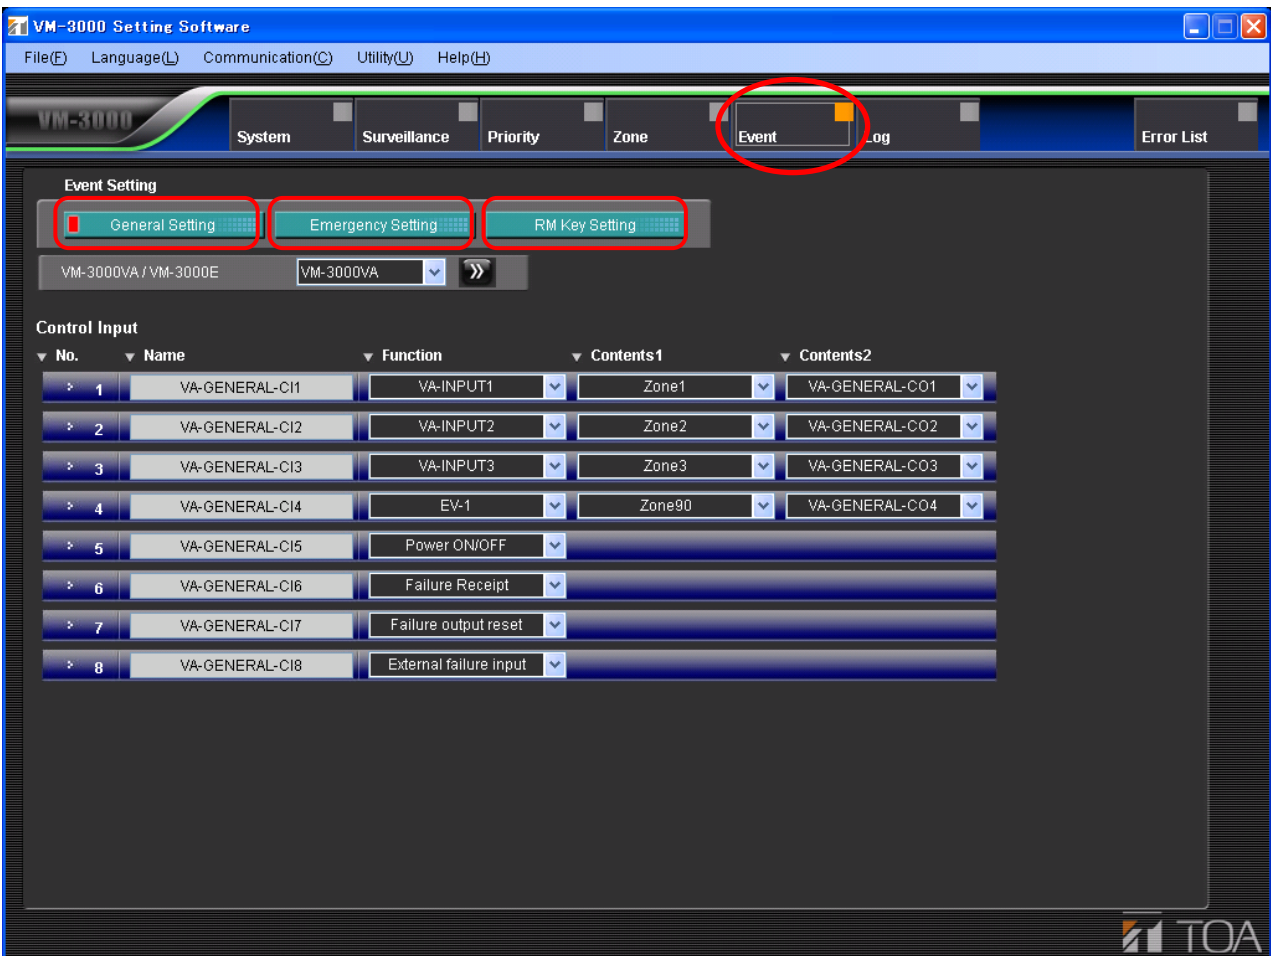 VM-3000 Setting Software
File(F) Language(L) Communication(C) Utility(U) Help(H)
VM-3000
System Surveillance Priority Zone Event Log Error List
Event Setting
General Setting Emergency Setting RM Key Setting
VM-3000VA / VM-3000E VM-3000VA
Control Input
No. Name Function Contents1 Contents2
1 VA-GENERAL-CI1 VA-INPUT1 Zone1 VA-GENERAL-CO1
2 VA-GENERAL-CI2 VA-INPUT2 Zone2 VA-GENERAL-CO2
3 VA-GENERAL-CI3 VA-INPUT3 Zone3 VA-GENERAL-CO3
4 VA-GENERAL-CI4 EV-1 Zone90 VA-GENERAL-CO4
5 VA-GENERAL-CI5 Power ON/OFF
6 VA-GENERAL-CI6 Failure Receipt
7 VA-GENERAL-CI7 Failure output reset
8 VA-GENERAL-CI8 External failure input
TOA